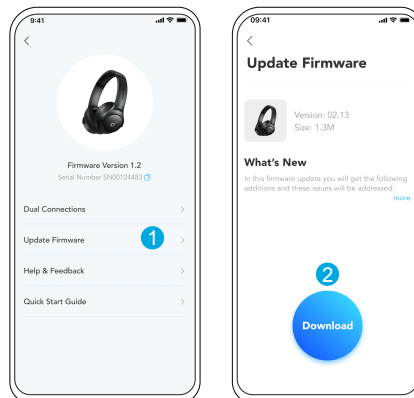 9:41
Firmware Version 1.2
Serial Number SN00124483
Dual Connections
Update Firmware
1
Help & Feedback
Quick Start Guide
09:41
Update Firmware
Version: 02.13
Size: 1.3M
What's New
In this firmware update you will get the following
additions and these issues will be addressed:
more
2
Download